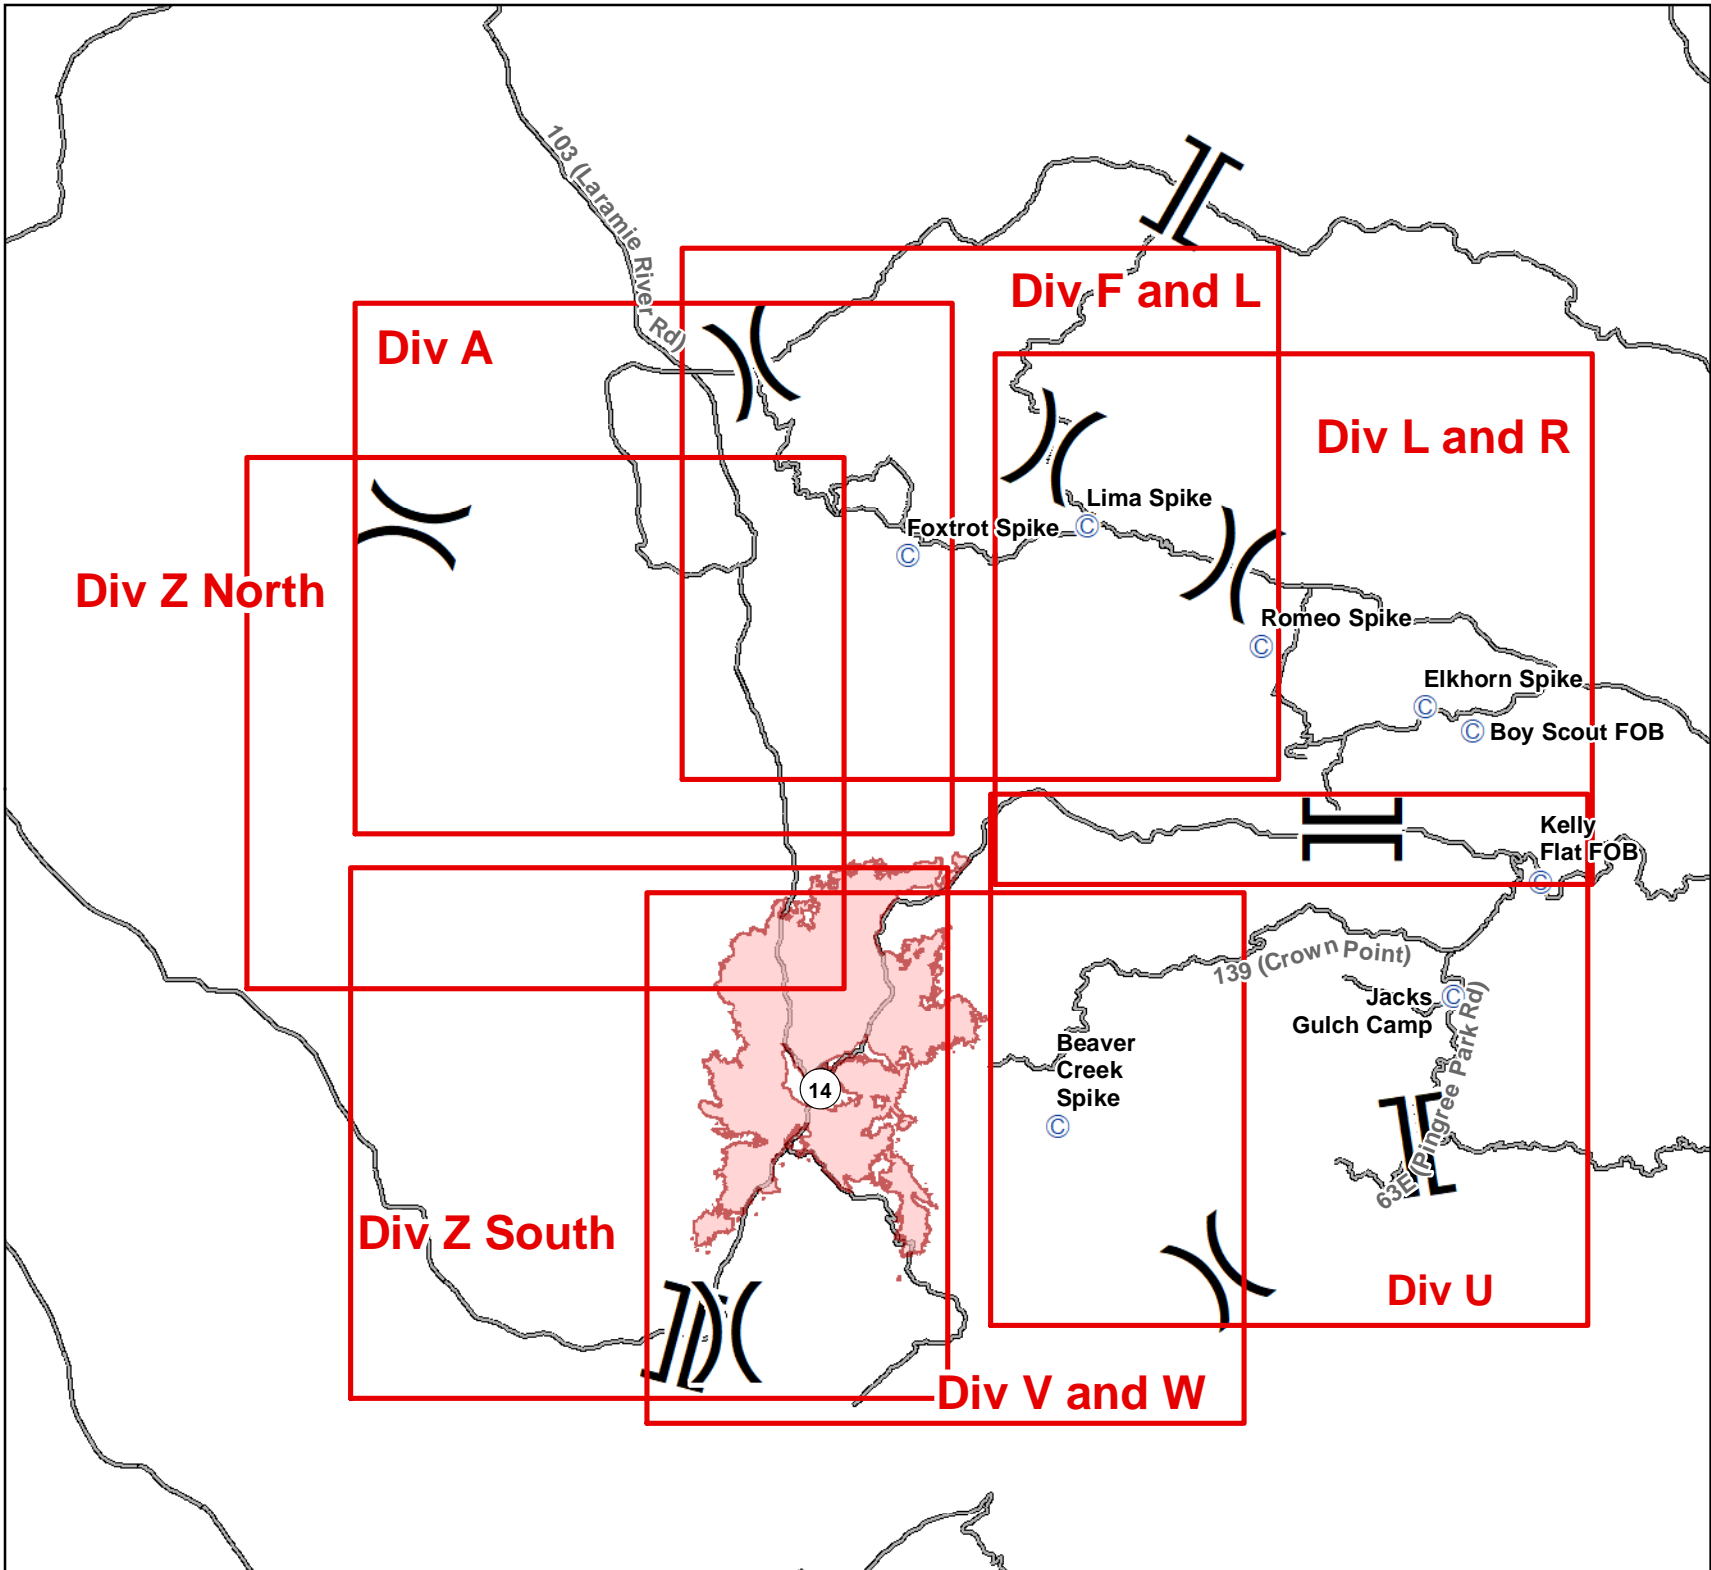 103 (Laramie River Rd)
Div F and L
Div A
Div L and R
Lima Spike
©
Foxtrot Spike
©
Div Z North
Romeo Spike
©
Elkhorn Spike
©
© Boy Scout FOB
Kelly
Flat FOB
©
139 (Crown Point)
Jacks ©
Gulch Camp
63E (Pingree Park Rd)
Beaver
Creek
Spike
©
14
Div Z South
Div U
Div V and W